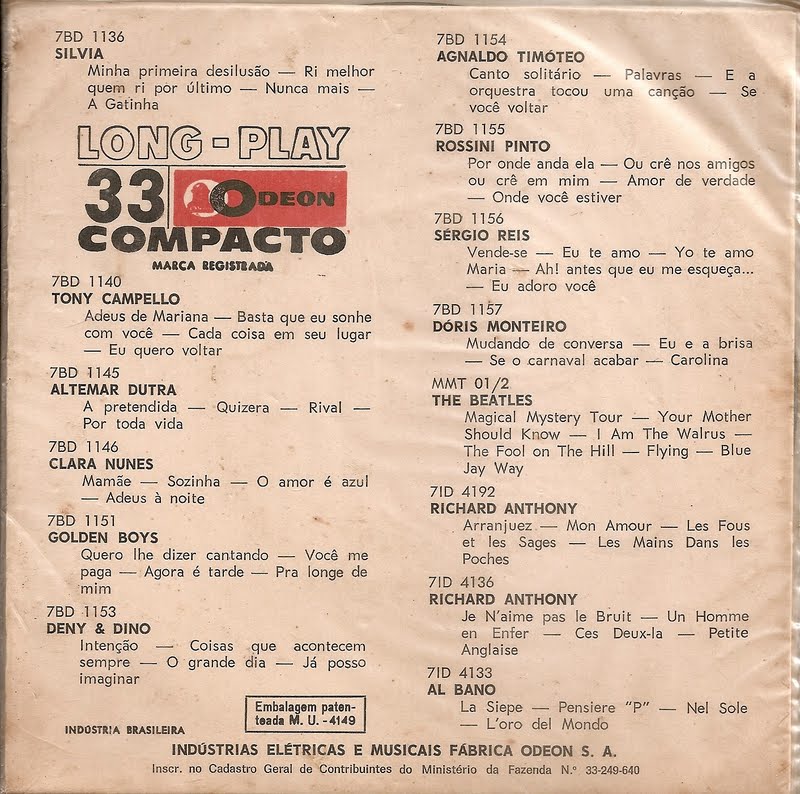 7BD 1136
SILVIA
Minha primeira desilusão — Ri melhor
quem ri por último — Nunca mais —
A Gatinha
LONG-PLAY
33 ODEON
COMPACTO
MARCA REGISTRADA
7BD 1140
TONY CAMPELLO
Adeus de Mariana — Basta que eu sonhe
com você — Cada coisa em seu lugar
— Eu quero voltar
7BD 1145
ALTEMAR DUTRA
A pretendida — Quizera — Rival —
Por toda vida
7BD 1146
CLARA NUNES
Mamãe — Sozinha — O amor é azul
— Adeus à noite
7BD 1151
GOLDEN BOYS
Quero lhe dizer cantando — Você me
paga — Agora é tarde — Pra longe de
mim
7BD 1153
DENY & DINO
Intenção — Coisas que acontecem
sempre — O grande dia — Já posso
imaginar
7BD 1154
AGNALDO TIMÓTEO
Canto solitário — Palavras — E a
orquestra tocou uma canção — Se
você voltar
7BD 1155
ROSSINI PINTO
Por onde anda ela — Ou crê nos amigos
ou crê em mim — Amor de verdade
— Onde você estiver
7BD 1156
SÉRGIO REIS
Vende-se — Eu te amo — Yo te amo
Maria — Ah! antes que eu me esqueça...
— Eu adoro você
7BD 1157
DÓRIS MONTEIRO
Mudando de conversa — Eu e a brisa
— Se o carnaval acabar — Carolina
MMT 01/2
THE BEATLES
Magical Mystery Tour — Your Mother
Should Know — I Am The Walrus —
The Fool on The Hill — Flying — Blue
Jay Way
7ID 4192
RICHARD ANTHONY
Arranjuez — Mon Amour — Les Fous
et les Sages — Les Mains Dans les
Poches
7ID 4136
RICHARD ANTHONY
Je N'aime pas le Bruit — Un Homme
en Enfer — Ces Deux-la — Petite
Anglaise
7ID 4133
AL BANO
La Siepe — Pensiere "P" — Nel Sole
— L'oro del Mondo
Embalagem paten-
teada M. U. - 4149
INDÚSTRIA BRASILEIRA
INDÚSTRIAS ELÉTRICAS E MUSICAIS FÁBRICA ODEON S. A.
Inscr. no Cadastro Geral de Contribuintes do Ministério da Fazenda N.º 33-249-640